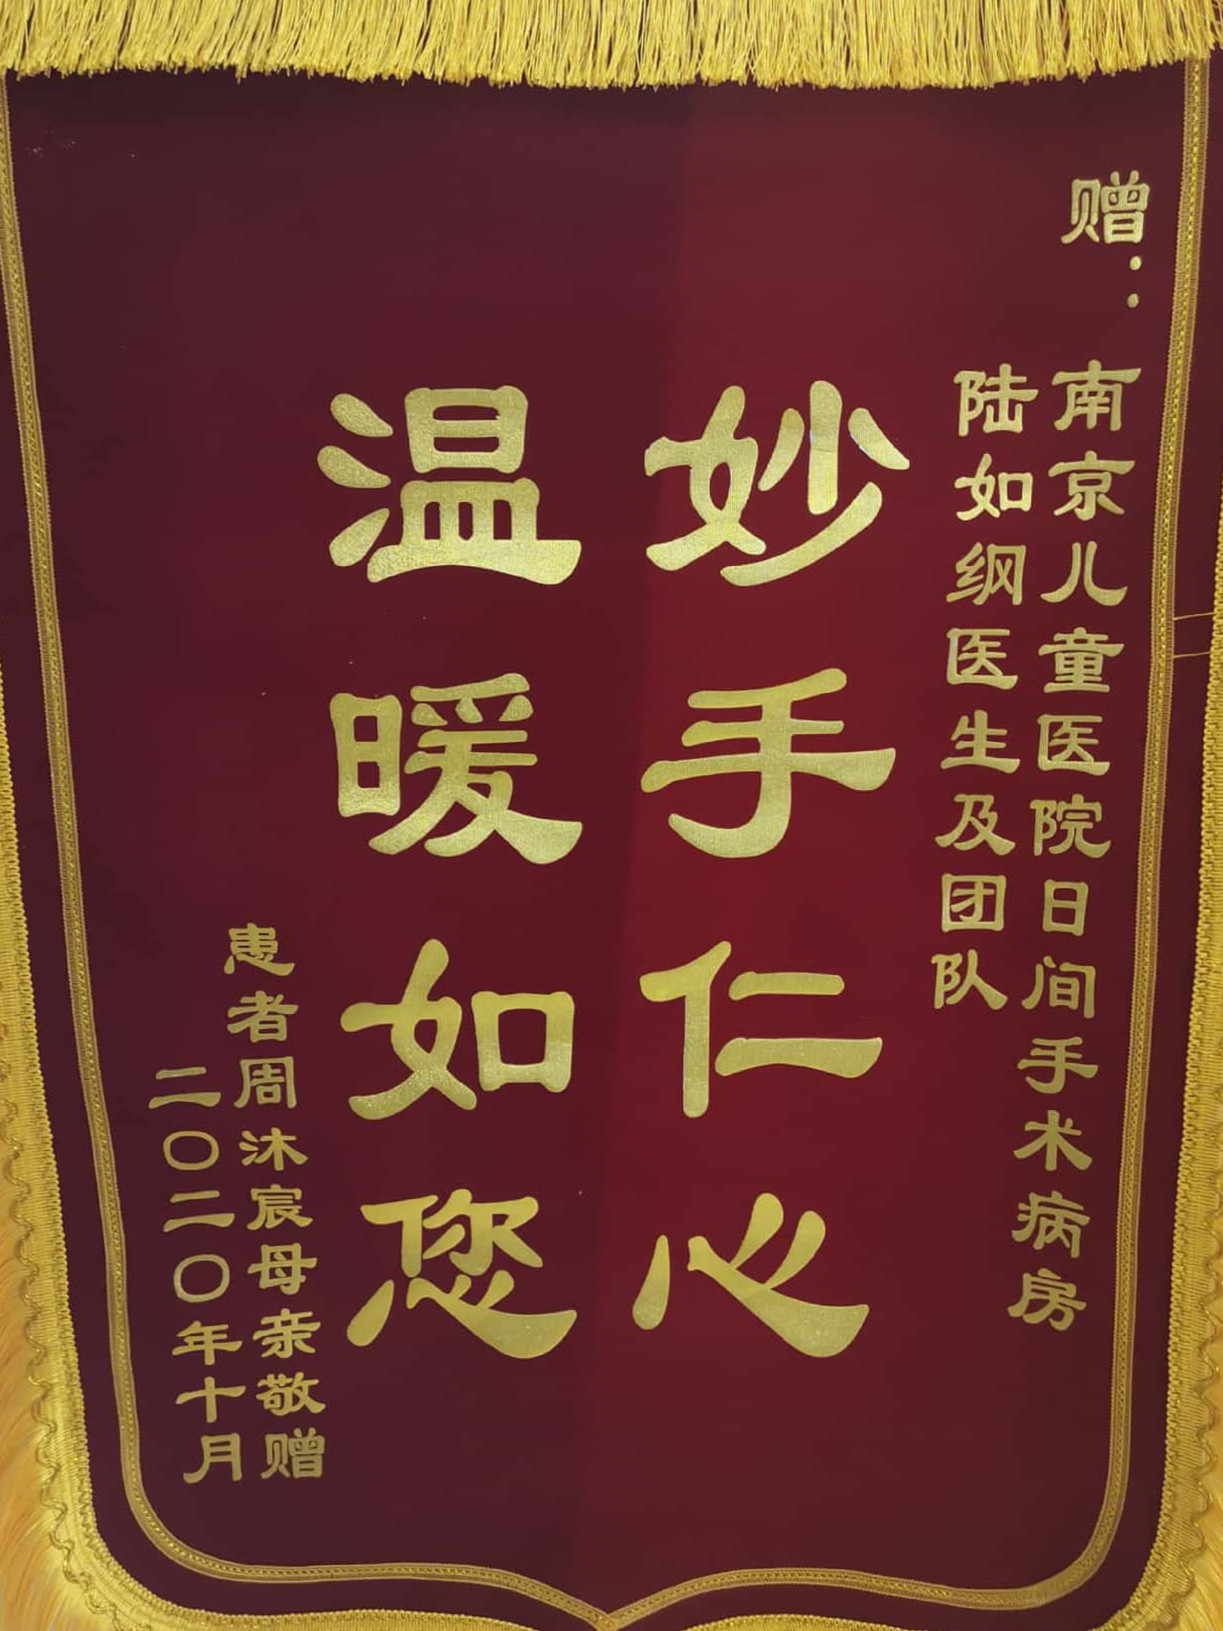 赠：
南京儿童医院日间手术病房
陆如纲医生及团队
妙手仁心
温暖如您
患者周沐宸母亲敬赠
二〇二〇年十月